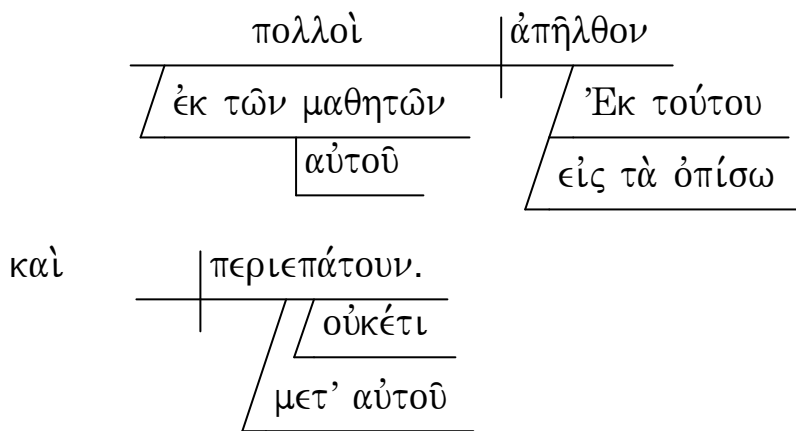 πολλοὶ ἀπῆλθον
ἐκ τῶν μαθητῶν Ἐκ τούτου
αὐτοῦ εἰς τὰ ὀπίσω
καὶ περιεπάτουν.
οὐκέτι
μετ’ αὐτοῦ